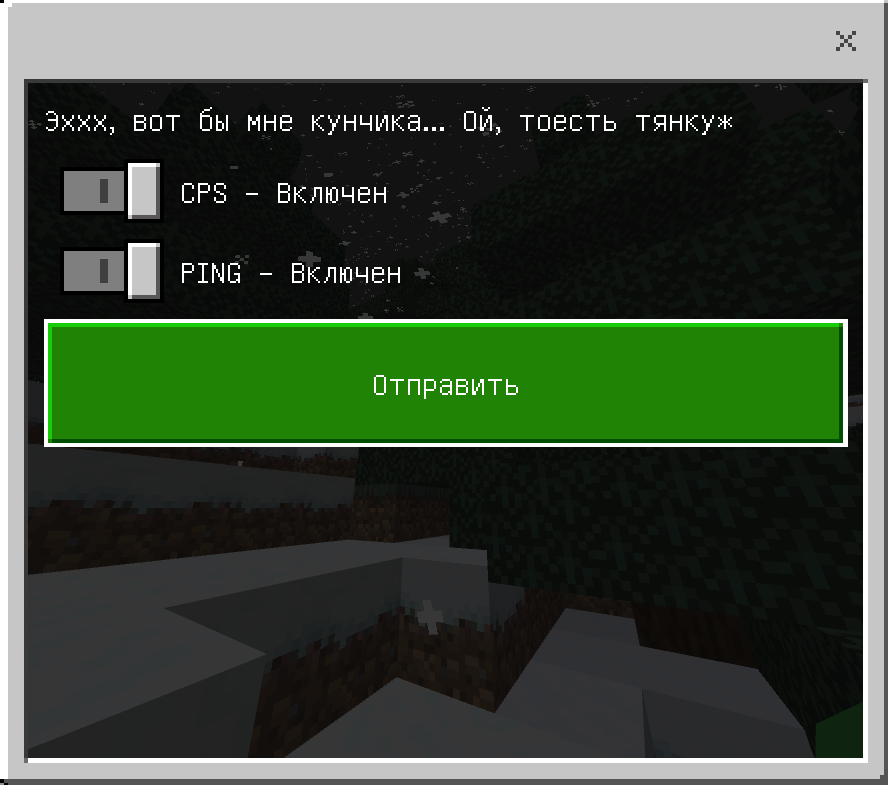 Эххх, вот бы мне кунчика... Ой, тоесть тянку*
CPS - Включен
PING - Включен
Отправить